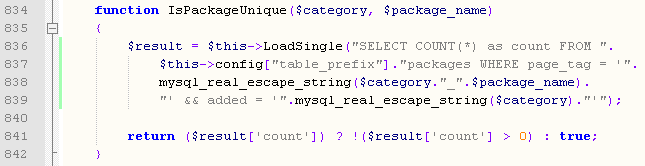 834 function IsPackageUnique($category, $package_name)
835 {
836 $result = $this->LoadSingle("SELECT COUNT(*) as count FROM ".
837 $this->config["table_prefix"]."packages WHERE page_tag = '".
838 mysql_real_escape_string($category."_".$package_name).
839 "' && added = '".mysql_real_escape_string($category)."'");
840
841 return ($result['count']) ? !($result['count'] > 0) : true;
842 }